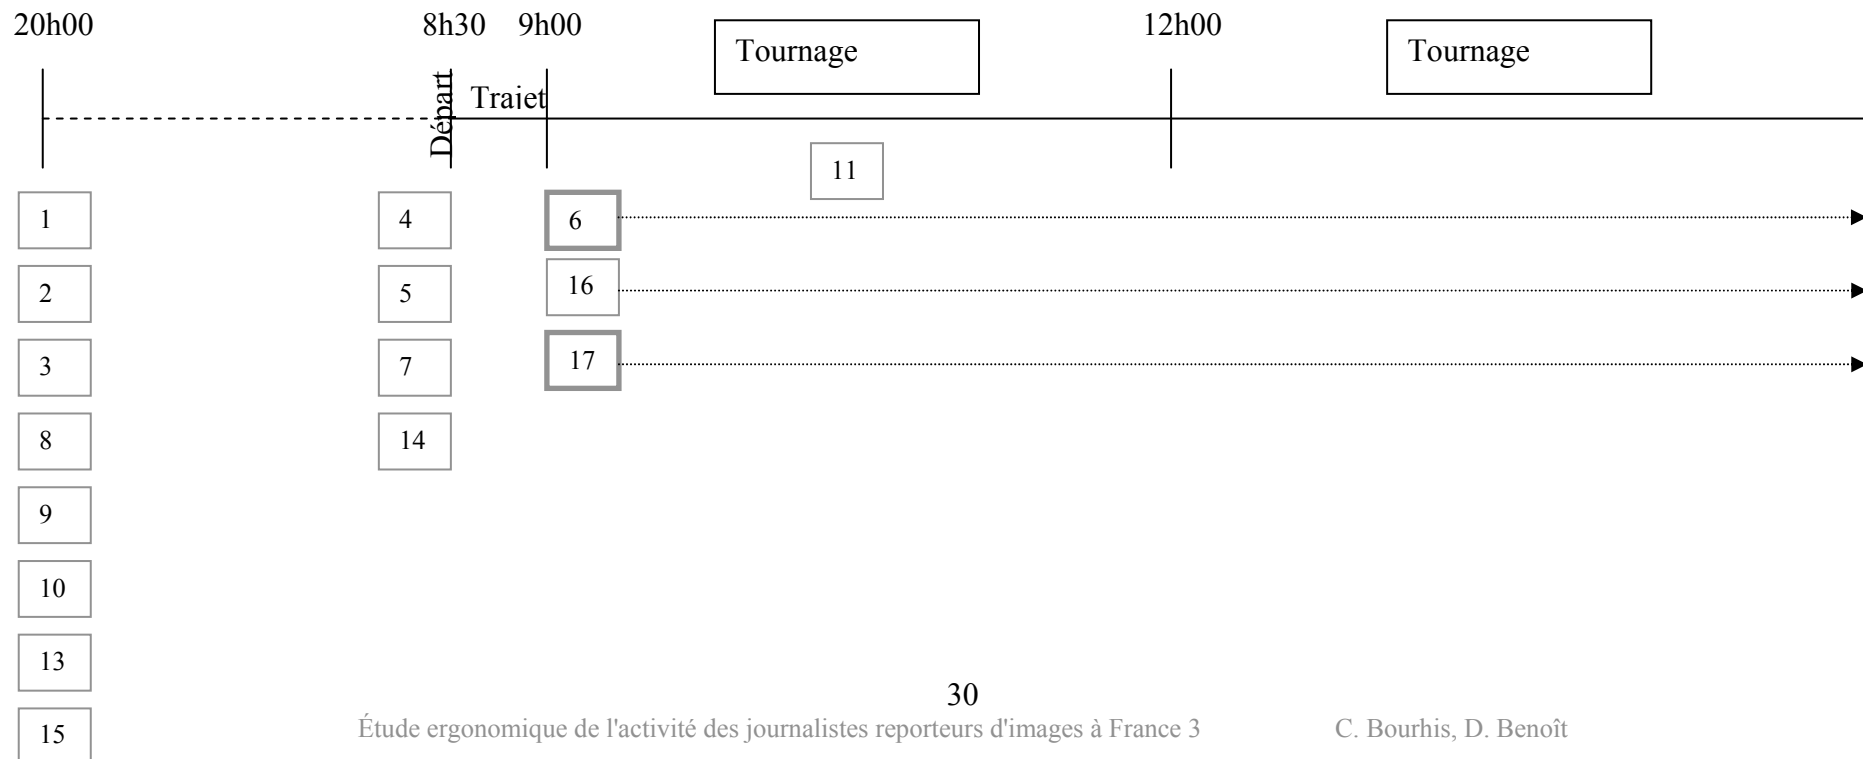 20h00 8h30 9h00 12h00
Tournage Tournage
Départ Trajet
11
1 4 6
2 5 16
3 7 17
8 14
9
10
13
15
30
Étude ergonomique de l'activité des journalistes reporteurs d'images à France 3 C. Bourhis, D. Benoît